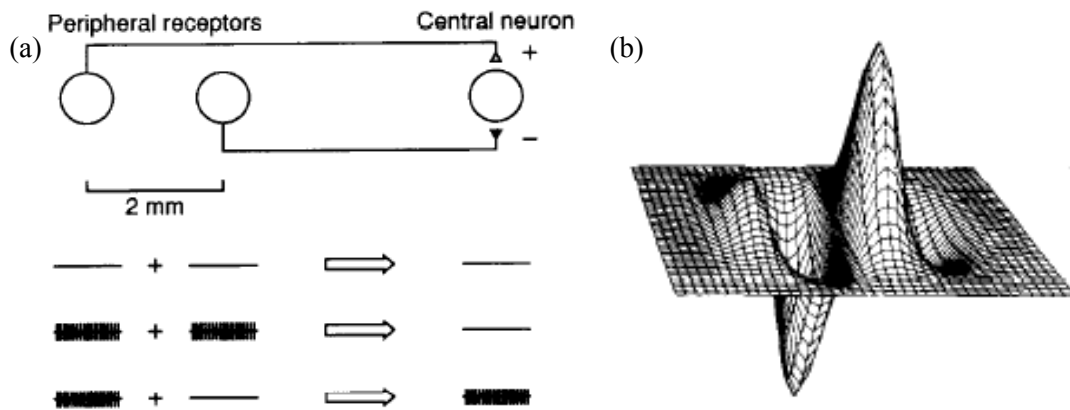 Peripheral receptors Central neuron
(a) + (b)
−
2 mm
+
+
+